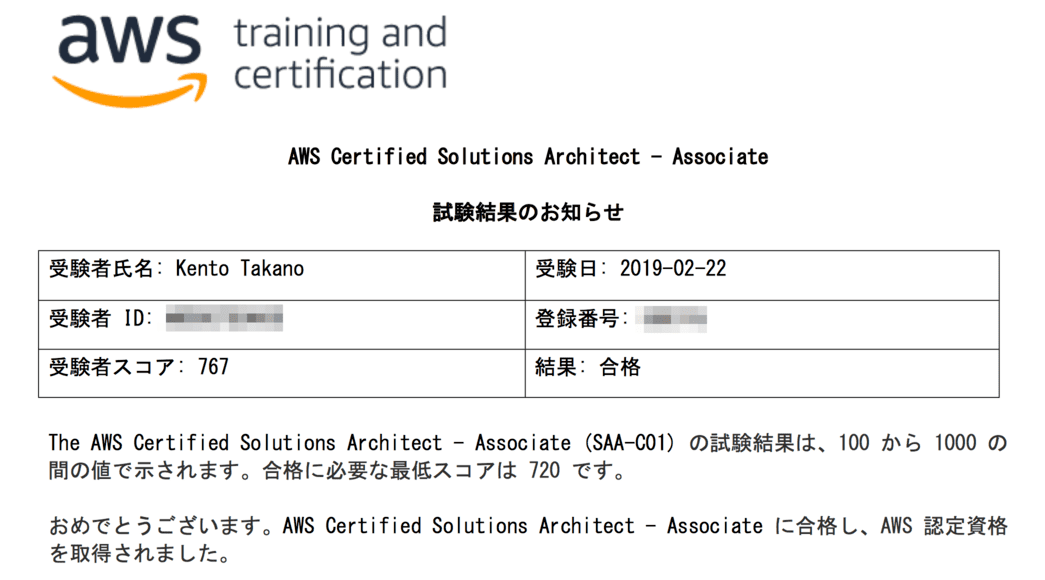 aws training and
certification
AWS Certified Solutions Architect – Associate
試験結果のお知らせ
受験者氏名: Kento Takano
受験日: 2019-02-22
受験者 ID:
登録番号:
受験者スコア: 767
結果: 合格
The AWS Certified Solutions Architect – Associate (SAA-C01) の試験結果は、100 から 1000 の
間の値で示されます。合格に必要な最低スコアは 720 です。
おめでとうございます。AWS Certified Solutions Architect – Associate に合格し、AWS 認定資格
を取得されました。